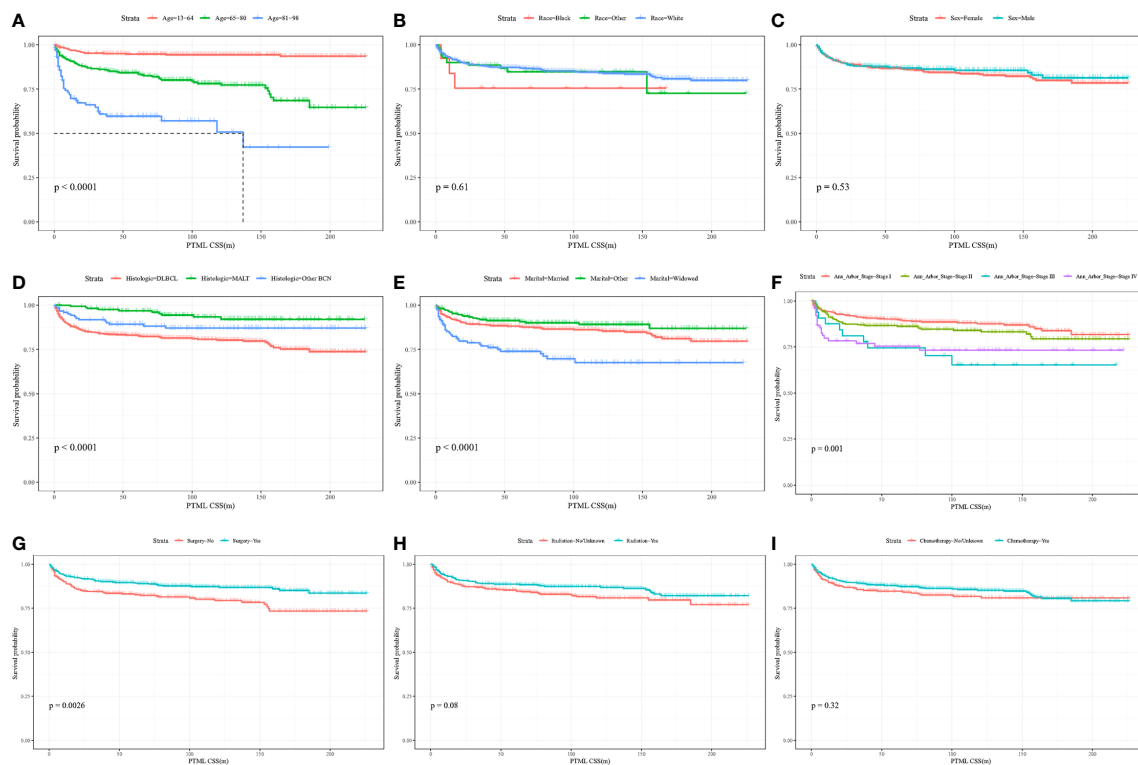 A
Strata Age=13−64 Age=65−80 Age=81−98
1.00
0.75
0.50
0.25
0.00
Survival probability
p < 0.0001
0 50 100 150 200
PTML CSS(m)
B
Strata Race=Black Race=Other Race=White
1.00
0.75
0.50
0.25
0.00
Survival probability
p = 0.61
0 50 100 150 200
PTML CSS(m)
C
Strata Sex=Female Sex=Male
1.00
0.75
0.50
0.25
0.00
Survival probability
p = 0.53
0 50 100 150 200
PTML CSS(m)
D
Strata Histologic=DLBCL Histologic=MALT Histologic=Other BCN
1.00
0.75
0.50
0.25
0.00
Survival probability
p < 0.0001
0 50 100 150 200
PTML CSS(m)
E
Strata Marital=Married Marital=Other Marital=Widowed
1.00
0.75
0.50
0.25
0.00
Survival probability
p < 0.0001
0 50 100 150 200
PTML CSS(m)
F
Strata Ann_Arbor_Stage=Stage I Ann_Arbor_Stage=Stage II Ann_Arbor_Stage=Stage III Ann_Arbor_Stage=Stage IV
1.00
0.75
0.50
0.25
0.00
Survival probability
p = 0.001
0 50 100 150 200
PTML CSS(m)
G
Strata Surgery=No Surgery=Yes
1.00
0.75
0.50
0.25
0.00
Survival probability
p = 0.0026
0 50 100 150 200
PTML CSS(m)
H
Strata Radiation=No/Unknown Radiation=Yes
1.00
0.75
0.50
0.25
0.00
Survival probability
p = 0.08
0 50 100 150 200
PTML CSS(m)
I
Strata Chemotherapy=No/Unknown Chemotherapy=Yes
1.00
0.75
0.50
0.25
0.00
Survival probability
p = 0.32
0 50 100 150 200
PTML CSS(m)